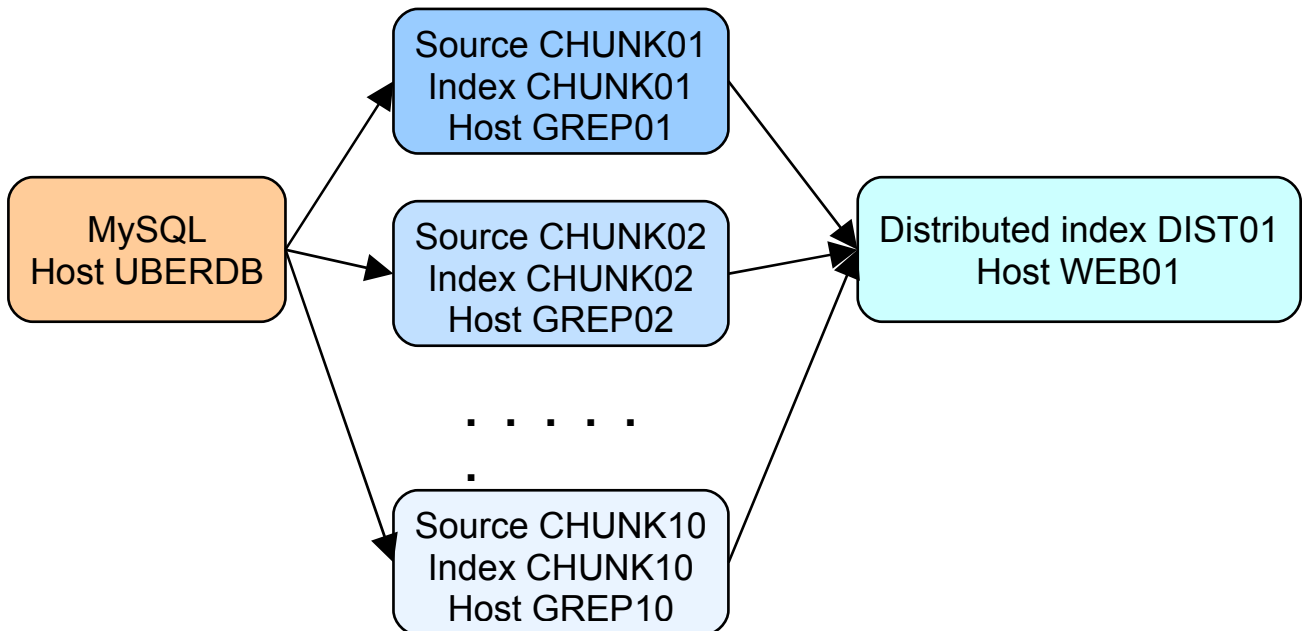 Source CHUNK01
Index CHUNK01
Host GREP01
MySQL
Host UBERDB
Source CHUNK02
Index CHUNK02
Host GREP02
Distributed index DIST01
Host WEB01
. . . . .
.
Source CHUNK10
Index CHUNK10
Host GREP10